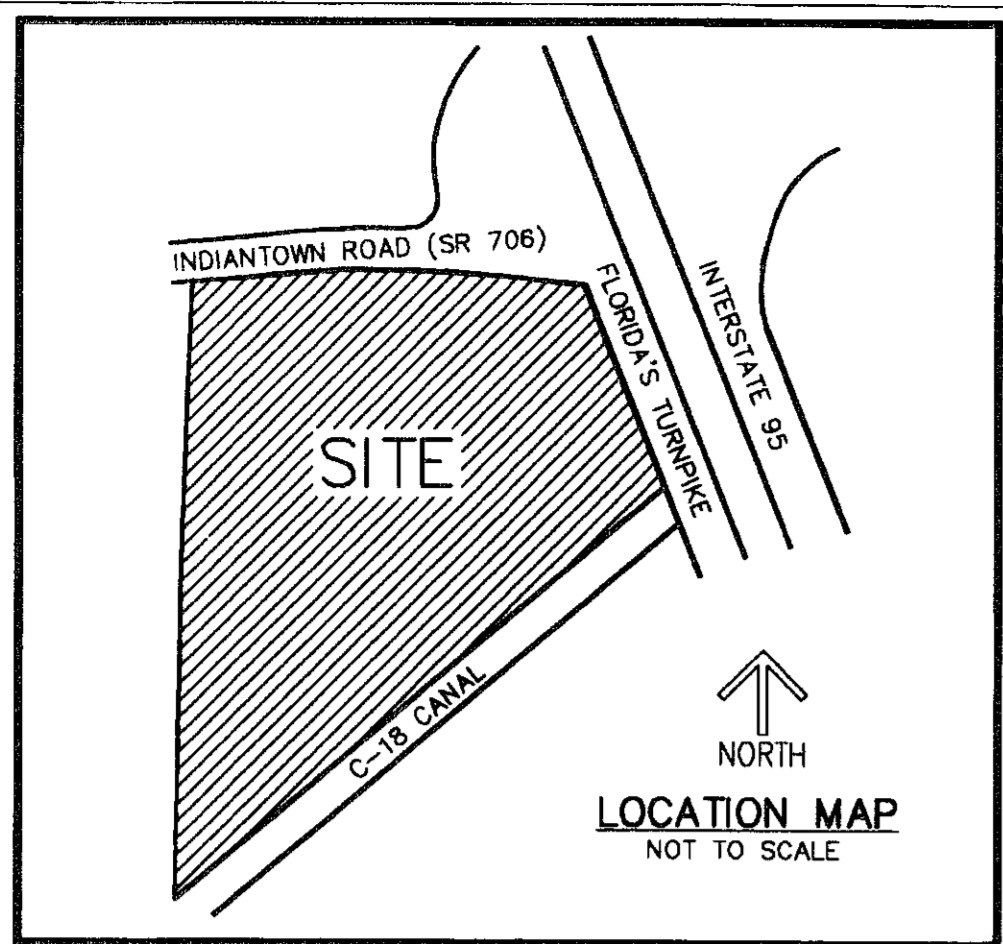 INDIANTOWN ROAD (SR 706)
FLORIDA'S TURNPIKE
INTERSTATE 95
SITE
C-18 CANAL
NORTH
LOCATION MAP
NOT TO SCALE